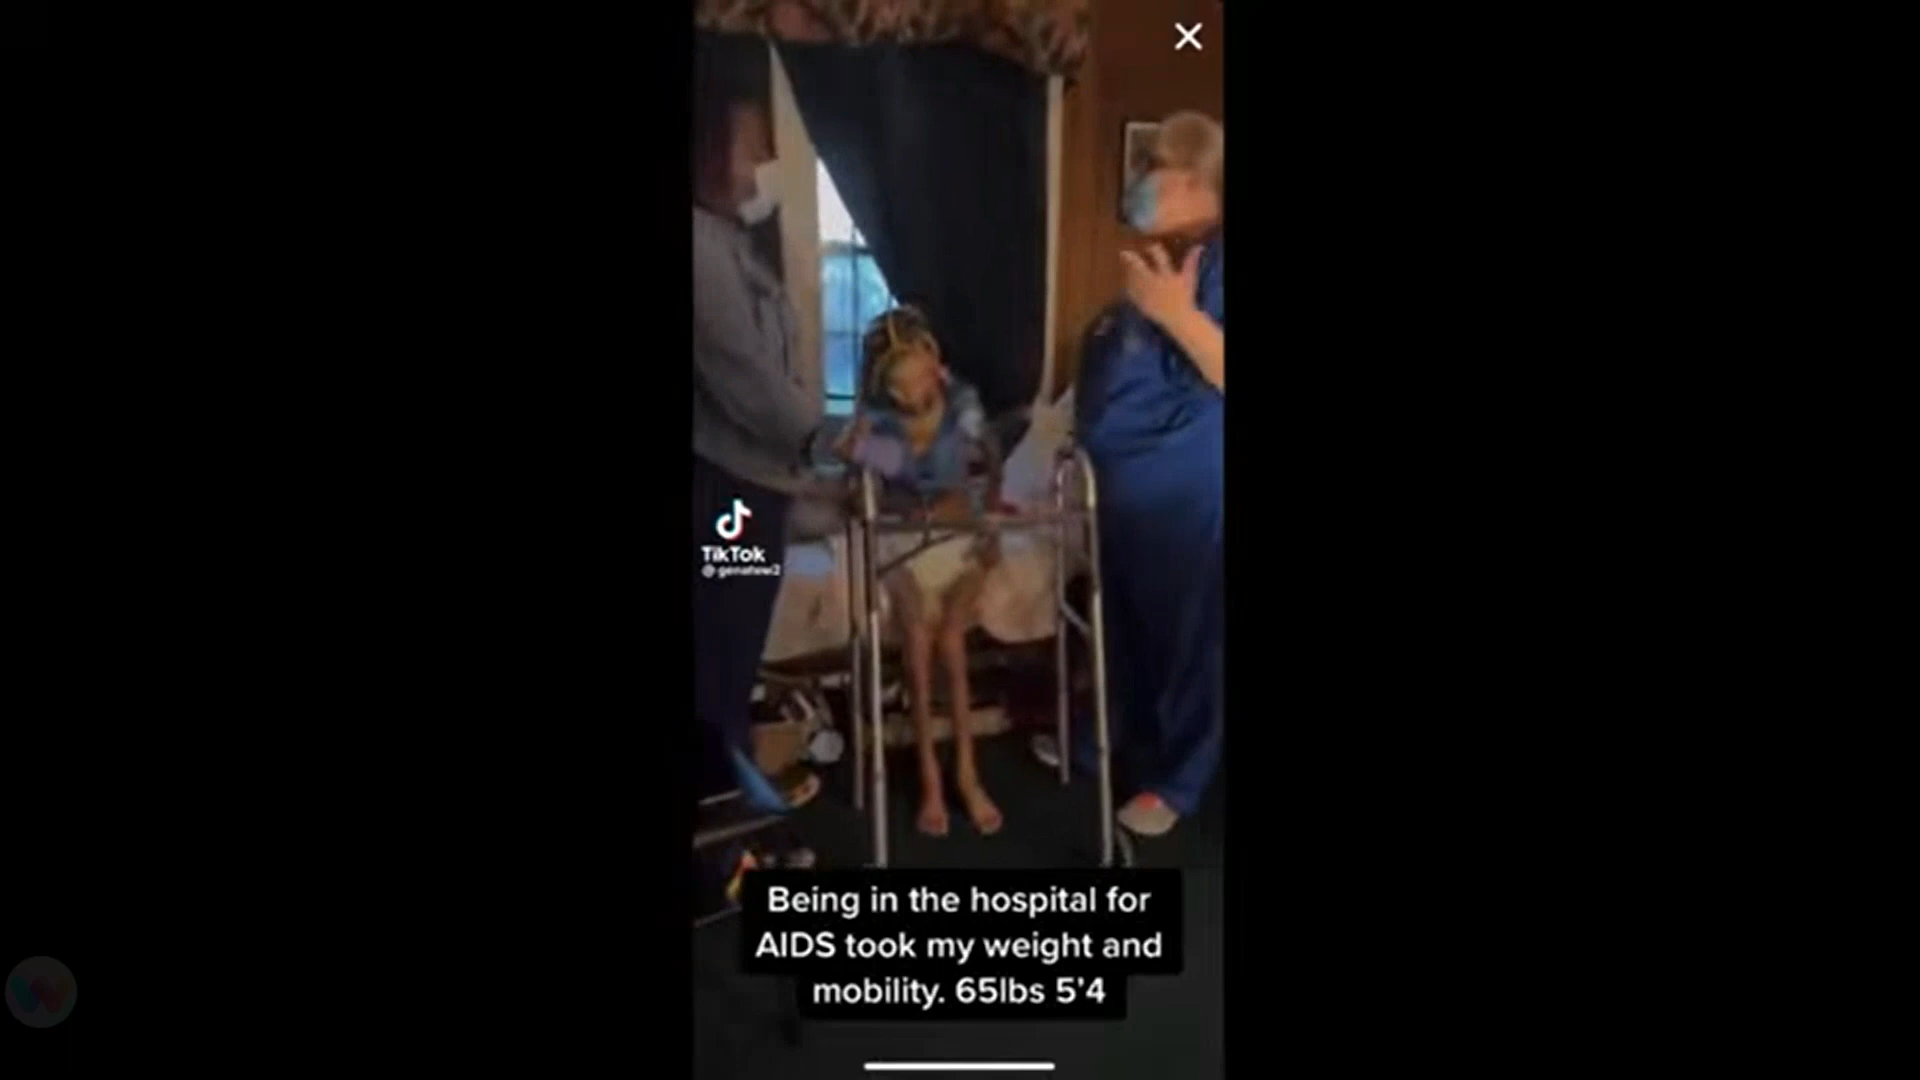 TikTok
Being in the hospital for
AIDS took my weight and
mobility. 65lbs 5'4